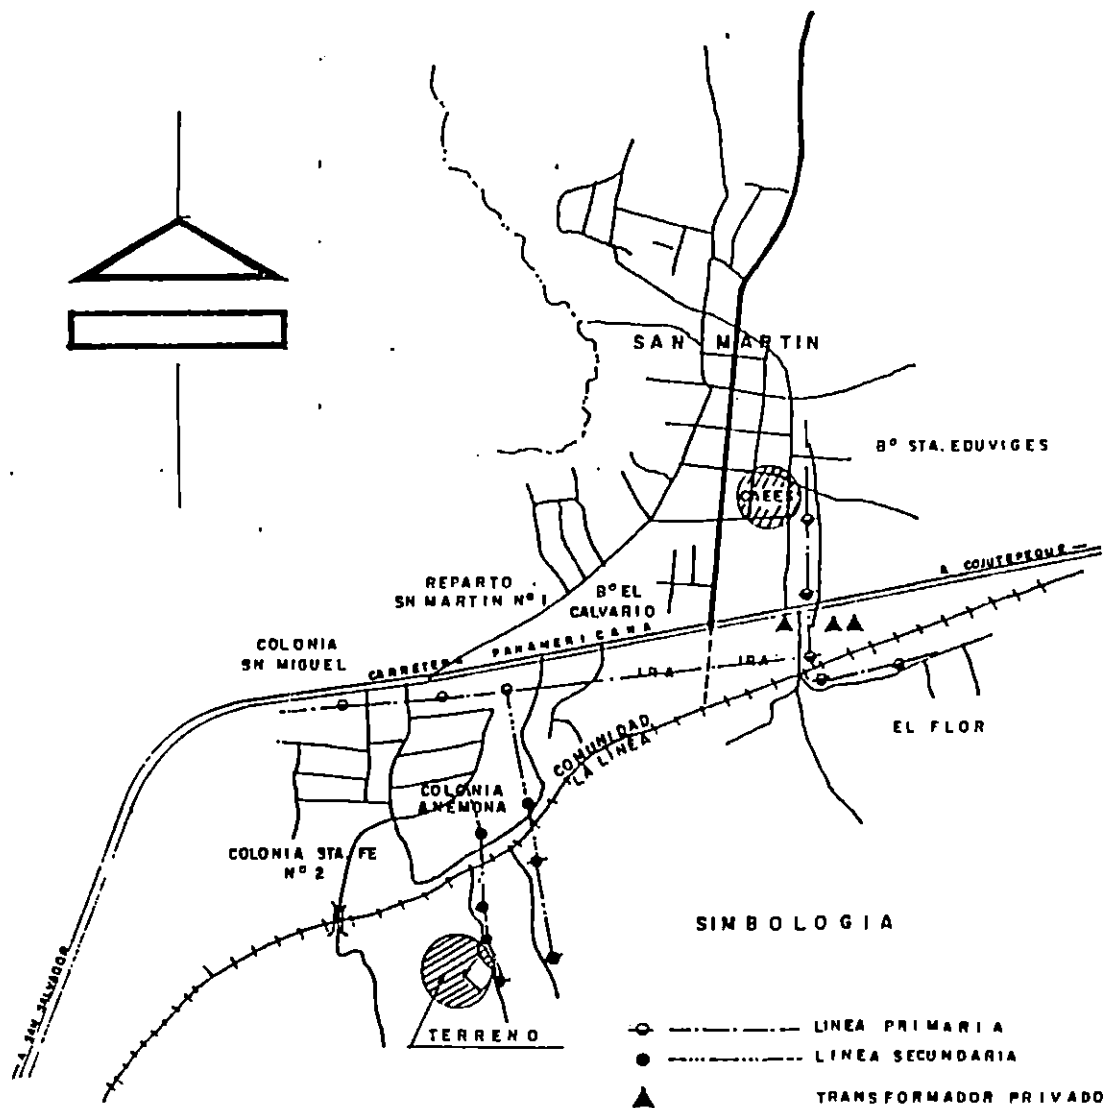 SAN MARTIN
Bº STA. EDUVIGES
CAEES
A COJUTEPEQUE
REPARTO
SN MARTIN Nº 1
Bº EL
CALVARIO
COLONIA
SN MIGUEL
CARRETERA PANAMERICANA
IRA IRA
EL FLOR
COMUNIDAD
LA LINEA
COLONIA
ANEMONA
COLONIA STA. FE
Nº 2
A SAN SALVADOR
TERRENO
SIMBOLOGIA
LINEA PRIMARIA
LINEA SECUNDARIA
TRANSFORMADOR PRIVADO